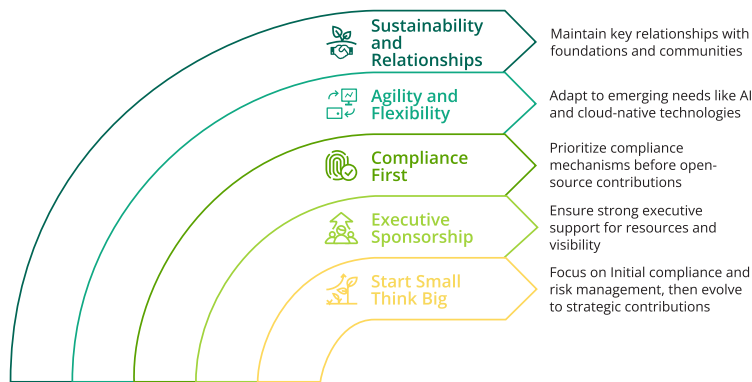 Sustainability
and
Relationships
Maintain key relationships with
foundations and communities
Agility and
Flexibility
Adapt to emerging needs like AI
and cloud-native technologies
Compliance
First
Prioritize compliance
mechanisms before open-
source contributions
Executive
Sponsorship
Ensure strong executive
support for resources and
visibility
Start Small
Think Big
Focus on Initial compliance and
risk management, then evolve
to strategic contributions